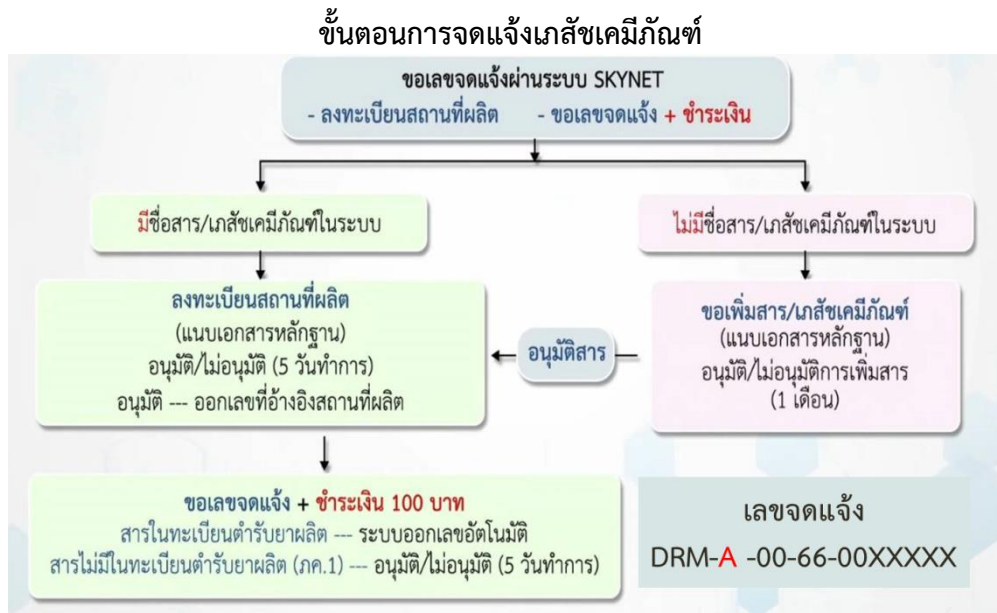 ขั้นตอนการจดแจ้งเภสัชเคมีภัณฑ์
ขอเลขจดแจ้งผ่านระบบ SKYNET
- ลงทะเบียนสถานที่ผลิต - ขอเลขจดแจ้ง + ชำระเงิน
มีชื่อสาร/เภสัชเคมีภัณฑ์ในระบบ
ไม่มีชื่อสาร/เภสัชเคมีภัณฑ์ในระบบ
ลงทะเบียนสถานที่ผลิต
(แนบเอกสารหลักฐาน)
อนุมัติ/ไม่อนุมัติ (5 วันทำการ)
อนุมัติ --- ออกเลขที่อ้างอิงสถานที่ผลิต
อนุมัติสาร
ขอเพิ่มสาร/เภสัชเคมีภัณฑ์
(แนบเอกสารหลักฐาน)
อนุมัติ/ไม่อนุมัติการเพิ่มสาร
(1 เดือน)
ขอเลขจดแจ้ง + ชำระเงิน 100 บาท
สารในทะเบียนตำรับยาผลิต --- ระบบออกเลขอัตโนมัติ
สารไม่มีในทะเบียนตำรับยาผลิต (ภค.1) --- อนุมัติ/ไม่อนุมัติ (5 วันทำการ)
เลขจดแจ้ง
DRM-A -00-66-00XXXXX